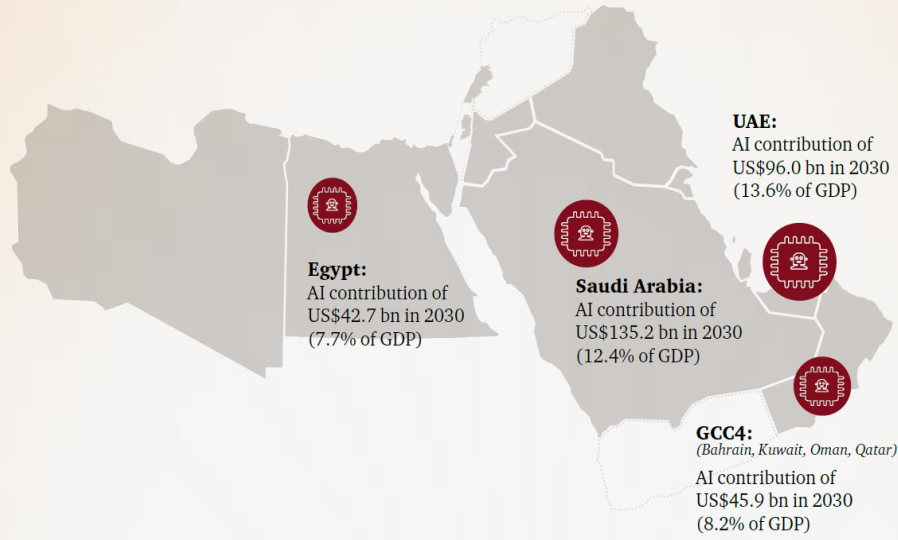 UAE:
AI contribution of
US$96.0 bn in 2030
(13.6% of GDP)
Egypt:
AI contribution of
US$42.7 bn in 2030
(7.7% of GDP)
Saudi Arabia:
AI contribution of
US$135.2 bn in 2030
(12.4% of GDP)
GCC4:
(Bahrain, Kuwait, Oman, Qatar)
AI contribution of
US$45.9 bn in 2030
(8.2% of GDP)